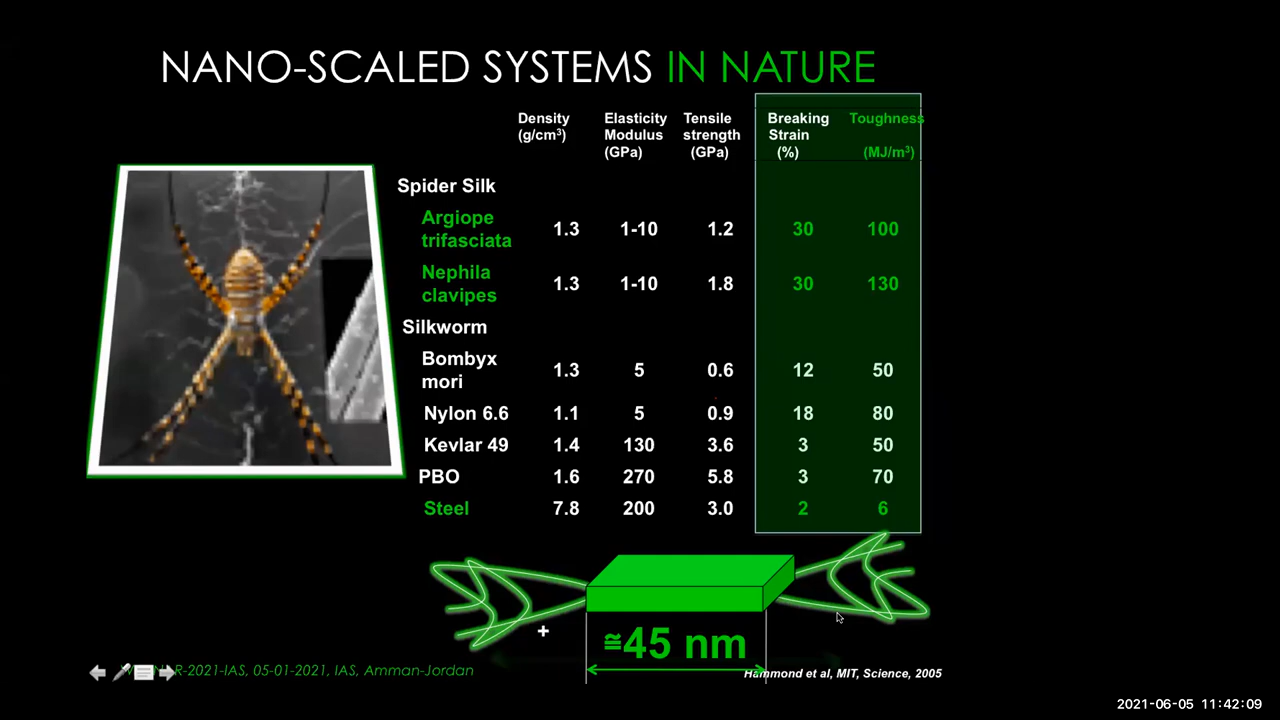 NANO-SCALED SYSTEMS IN NATURE
Density Elasticity Tensile Breaking Toughness
(g/cm³) Modulus strength Strain
(GPa) (GPa) (%) (MJ/m³)
Spider Silk
Argiope
trifasciata 1.3 1-10 1.2 30 100
Nephila
clavipes 1.3 1-10 1.8 30 130
Silkworm
Bombyx
mori 1.3 5 0.6 12 50
Nylon 6.6 1.1 5 0.9 18 80
Kevlar 49 1.4 130 3.6 3 50
PBO 1.6 270 5.8 3 70
Steel 7.8 200 3.0 2 6
+
≅45 nm
R-2021-IAS, 05-01-2021, IAS, Amman-Jordan
Hammond et al, MIT, Science, 2005
2021-06-05 11:42:09